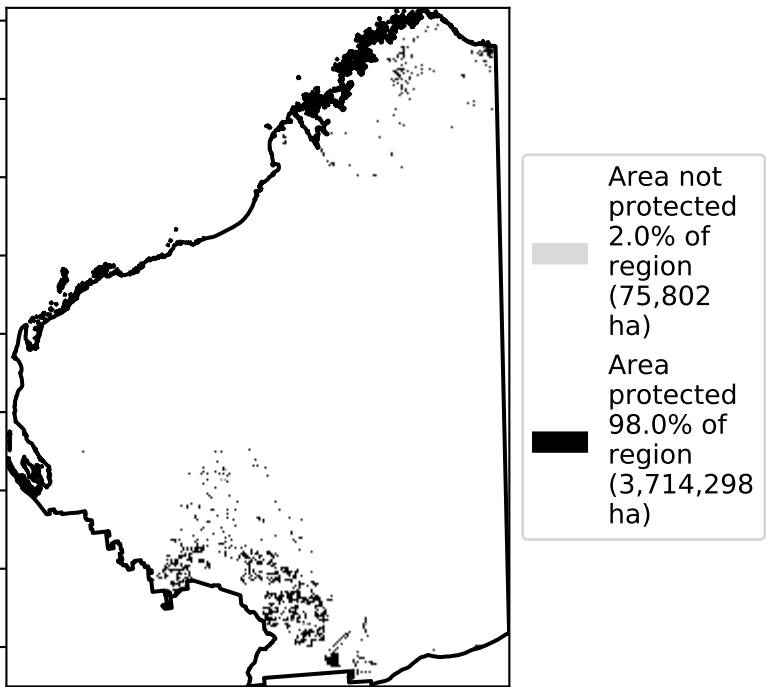 Area not
protected
2.0% of
region
(75,802
ha)
Area
protected
98.0% of
region
(3,714,298
ha)